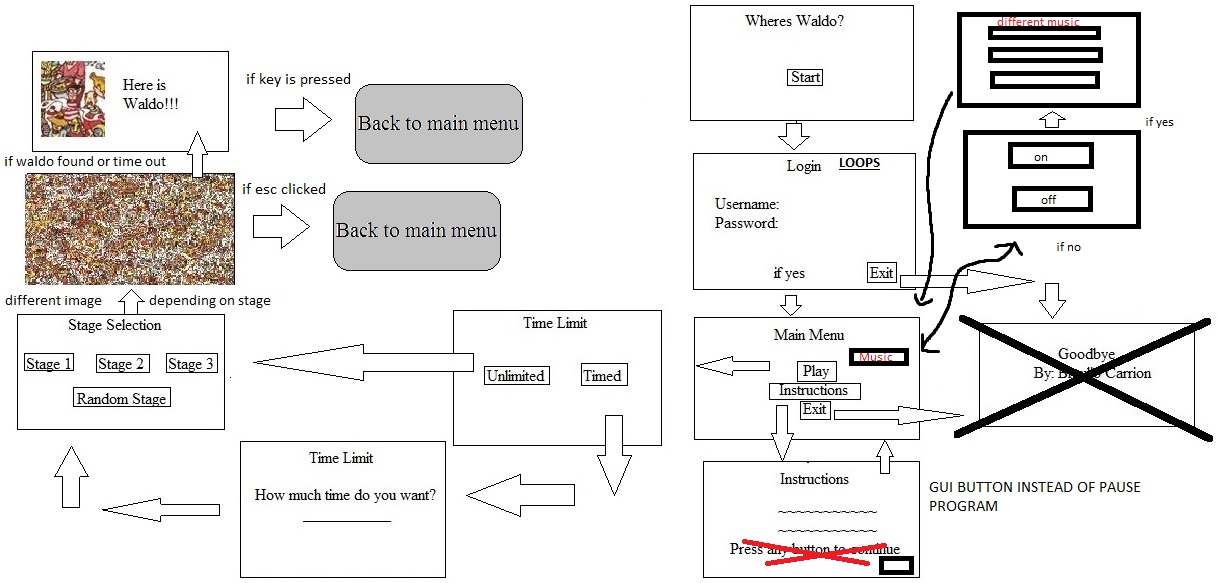 Here is
Waldo!!!
if key is pressed
Back to main menu
if waldo found or time out
if esc clicked
Back to main menu
different image
depending on stage
Stage Selection
Stage 1
Stage 2
Stage 3
Random Stage
Time Limit
Unlimited
Timed
Time Limit
How much time do you want?
Wheres Waldo?
Start
Login
LOOPS
Username:
Password:
if yes
Exit
Main Menu
Music
Play
Instructions
Exit
Instructions
Press any button to continue
different music
if yes
on
off
if no
Goodbye
By: Carrion
GUI BUTTON INSTEAD OF PAUSE
PROGRAM